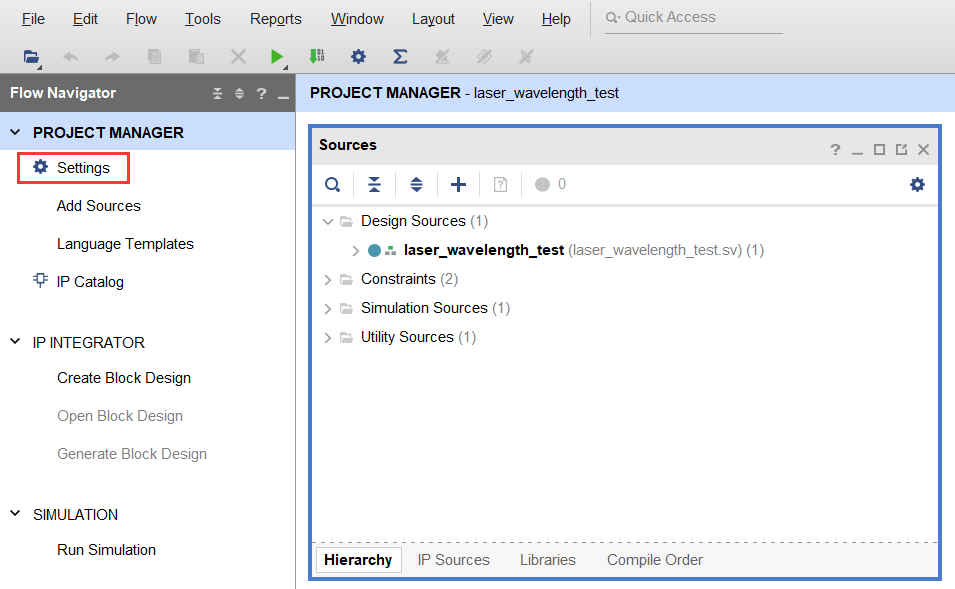 File Edit Flow Tools Reports Window Layout View Help Quick Access
Flow Navigator
PROJECT MANAGER
Settings
Add Sources
Language Templates
IP Catalog
IP INTEGRATOR
Create Block Design
Open Block Design
Generate Block Design
SIMULATION
Run Simulation
PROJECT MANAGER - laser_wavelength_test
Sources
0
Design Sources (1)
laser_wavelength_test (laser_wavelength_test.sv) (1)
Constraints (2)
Simulation Sources (1)
Utility Sources (1)
Hierarchy IP Sources Libraries Compile Order